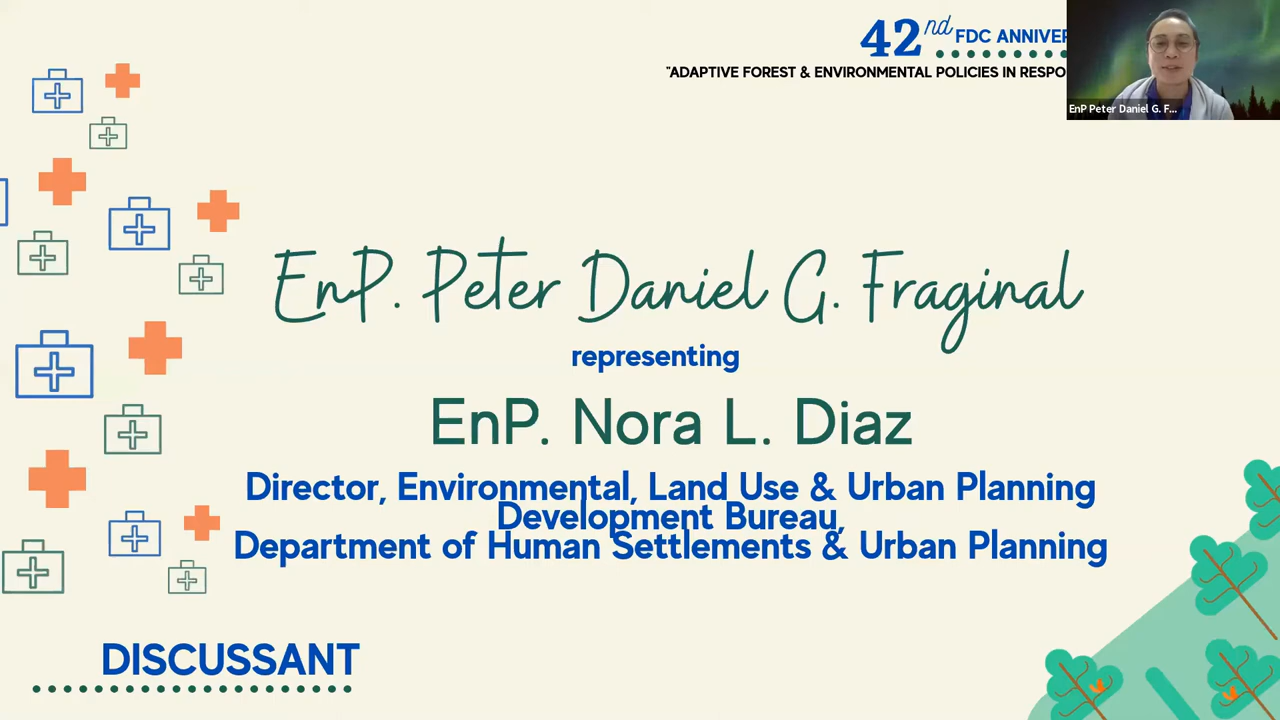 42nd FDC ANNIVER
"ADAPTIVE FOREST & ENVIRONMENTAL POLICIES IN RESPO
EnP Peter Daniel G. F...
EnP. Peter Daniel G. Fraginal
representing
EnP. Nora L. Diaz
Director, Environmental, Land Use & Urban Planning
Development Bureau,
Department of Human Settlements & Urban Planning
DISCUSSANT